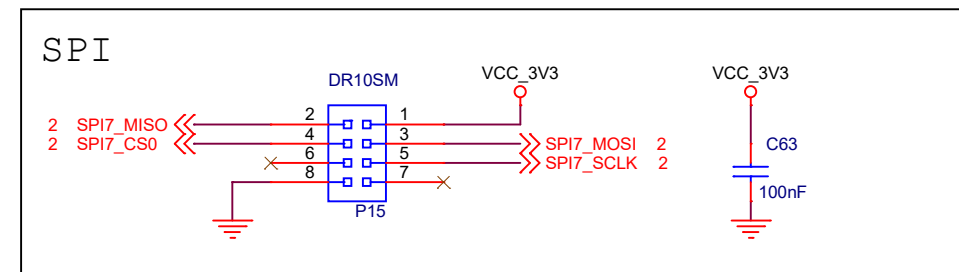 SPI
DR10SM
VCC_3V3
VCC_3V3
2 SPI7_MISO 2 1
2 SPI7_CS0 4 3 SPI7_MOSI 2
6 5 SPI7_SCLK 2
8 7
P15
C63
100nF